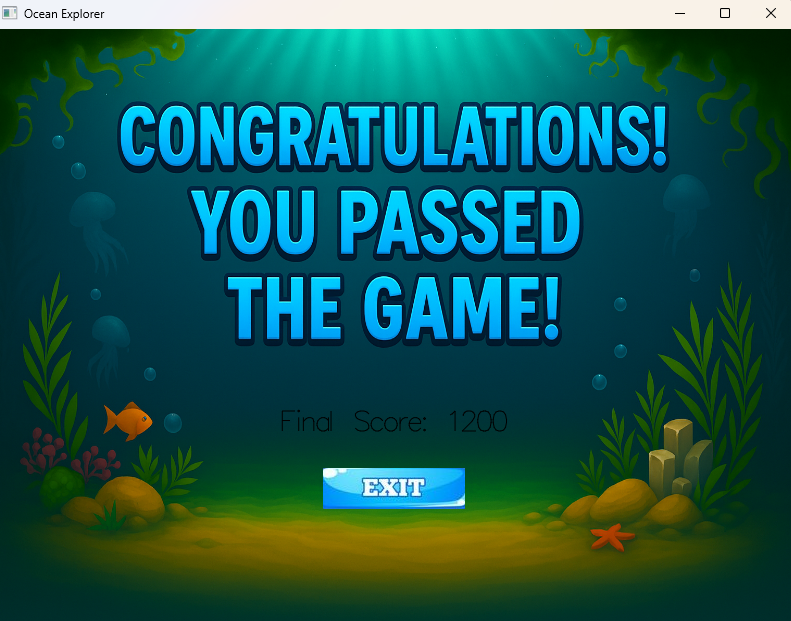 Ocean Explorer
CONGRATULATIONS!
YOU PASSED
THE GAME!
Final Score: 1200
EXIT